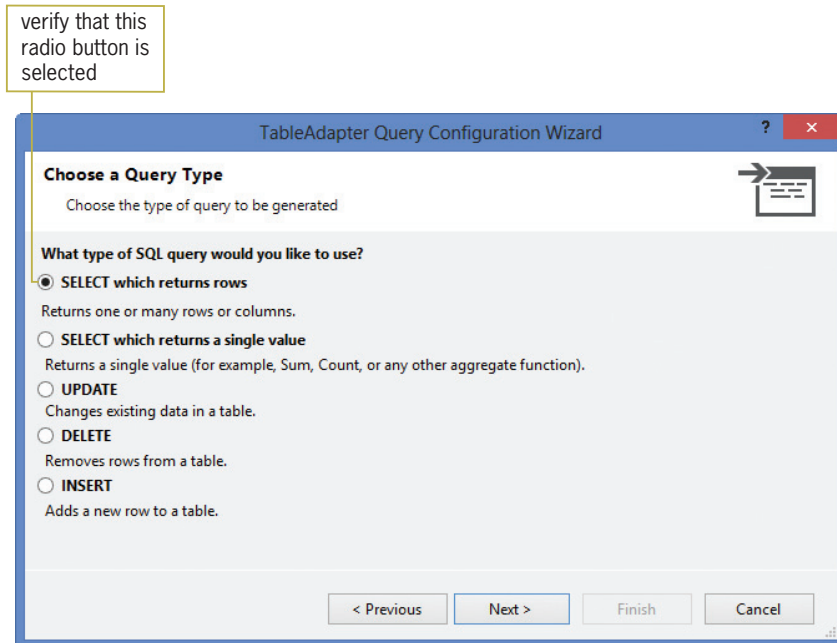 verify that this
radio button is
selected
TableAdapter Query Configuration Wizard
?
×
Choose a Query Type
Choose the type of query to be generated
What type of SQL query would you like to use?
SELECT which returns rows
Returns one or many rows or columns.
SELECT which returns a single value
Returns a single value (for example, Sum, Count, or any other aggregate function).
UPDATE
Changes existing data in a table.
DELETE
Removes rows from a table.
INSERT
Adds a new row to a table.
< Previous Next > Finish Cancel